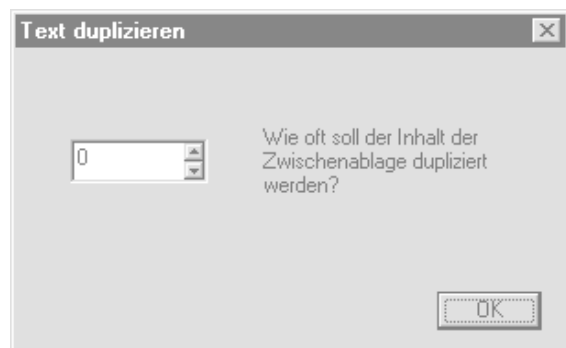 Text duplizieren
0
Wie oft soll der Inhalt der
Zwischenablage dupliziert
werden?
OK